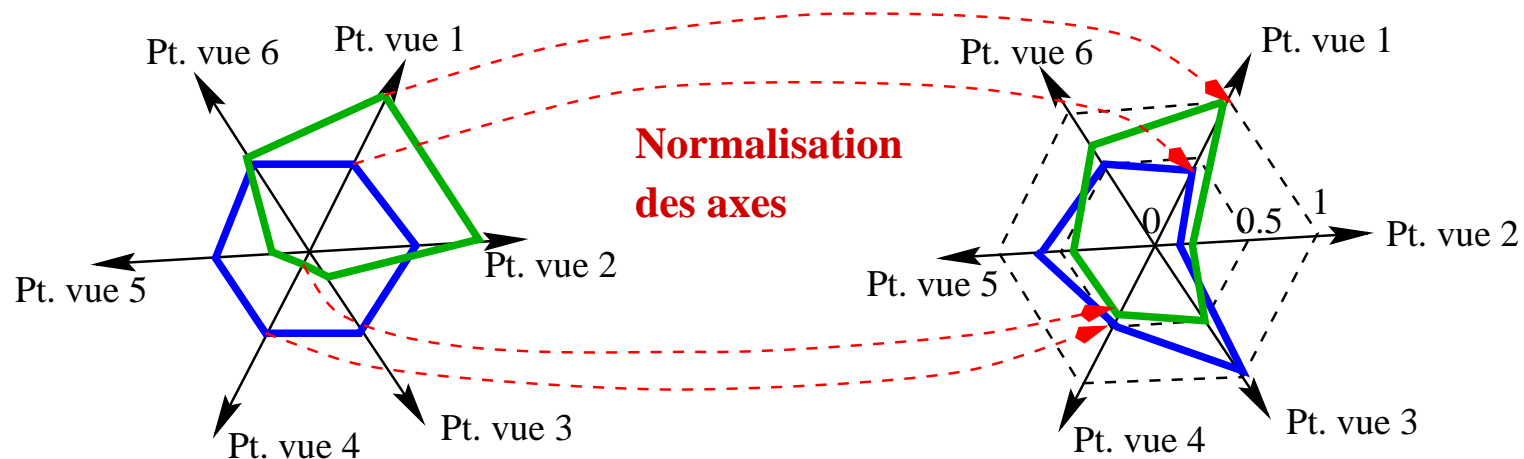 Pt. vue 6
Pt. vue 1
Pt. vue 5
Pt. vue 2
Pt. vue 4
Pt. vue 3
Normalisation
des axes
Pt. vue 6
Pt. vue 1
0
0.5
1
Pt. vue 5
Pt. vue 2
Pt. vue 4
Pt. vue 3